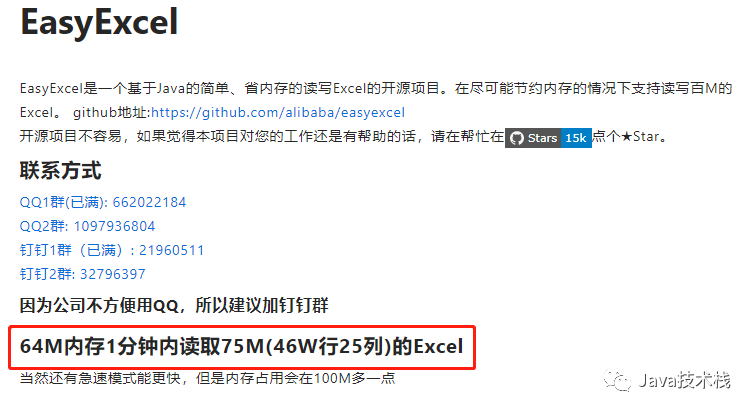 EasyExcel
EasyExcel是一个基于Java的简单、省内存的读写Excel的开源项目。在尽可能节约内存的情况下支持读写百M的
Excel。 github地址:https://github.com/alibaba/easyexcel
开源项目不容易，如果觉得本项目对您的工作还是有帮助的话，请在帮忙在 Stars 15k 点个★Star。
联系方式
QQ1群(已满): 662022184
QQ2群: 1097936804
钉钉1群（已满）: 21960511
钉钉2群: 32796397
因为公司不方便用QQ，所以建议加钉钉群
64M内存1分钟内读取75M(46W行25列)的Excel
当然还有急速模式能更快，但是内存占用会在100M多一点
Java技术栈